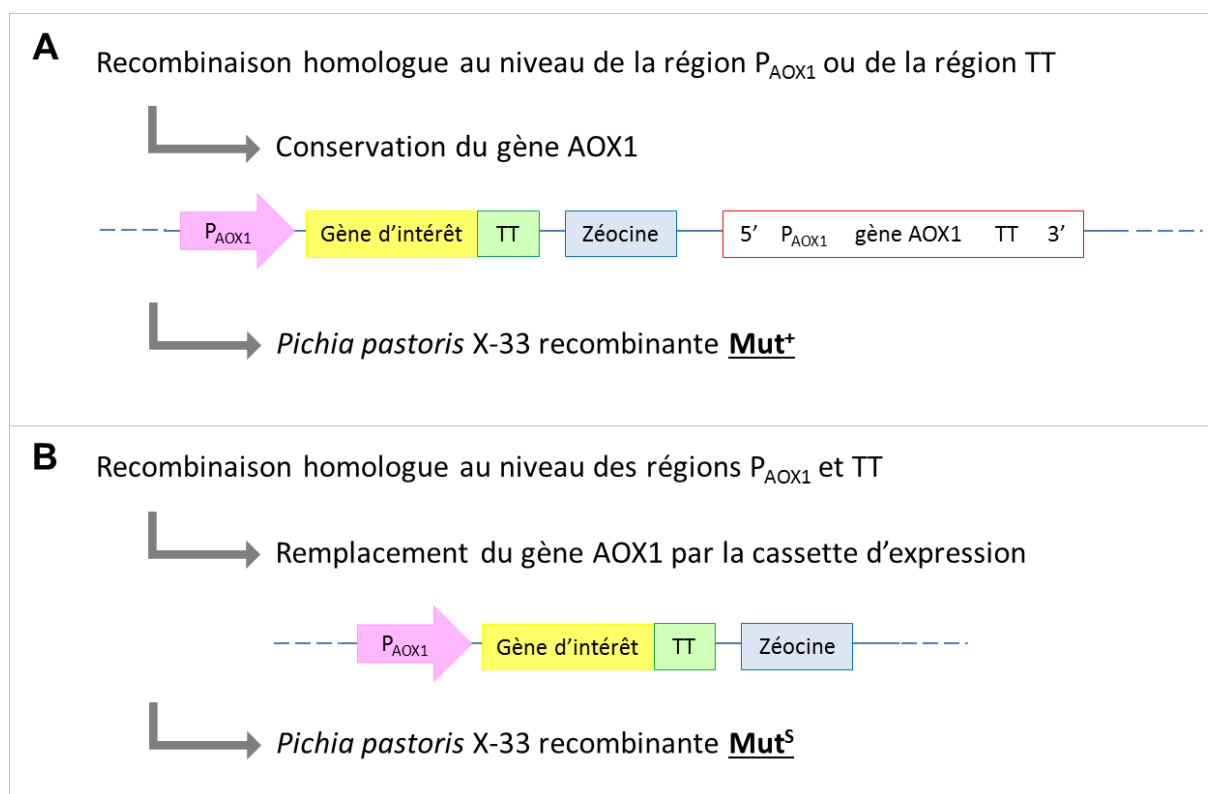 A
Recombinaison homologue au niveau de la région PAOX1 ou de la région TT
Conservation du gène AOX1
PAOX1 Gène d'intérêt TT Zéocine 5' PAOX1 gène AOX1 TT 3'
Pichia pastoris X-33 recombinante Mut+
B
Recombinaison homologue au niveau des régions PAOX1 et TT
Remplacement du gène AOX1 par la cassette d'expression
PAOX1 Gène d'intérêt TT Zéocine
Pichia pastoris X-33 recombinante MutS